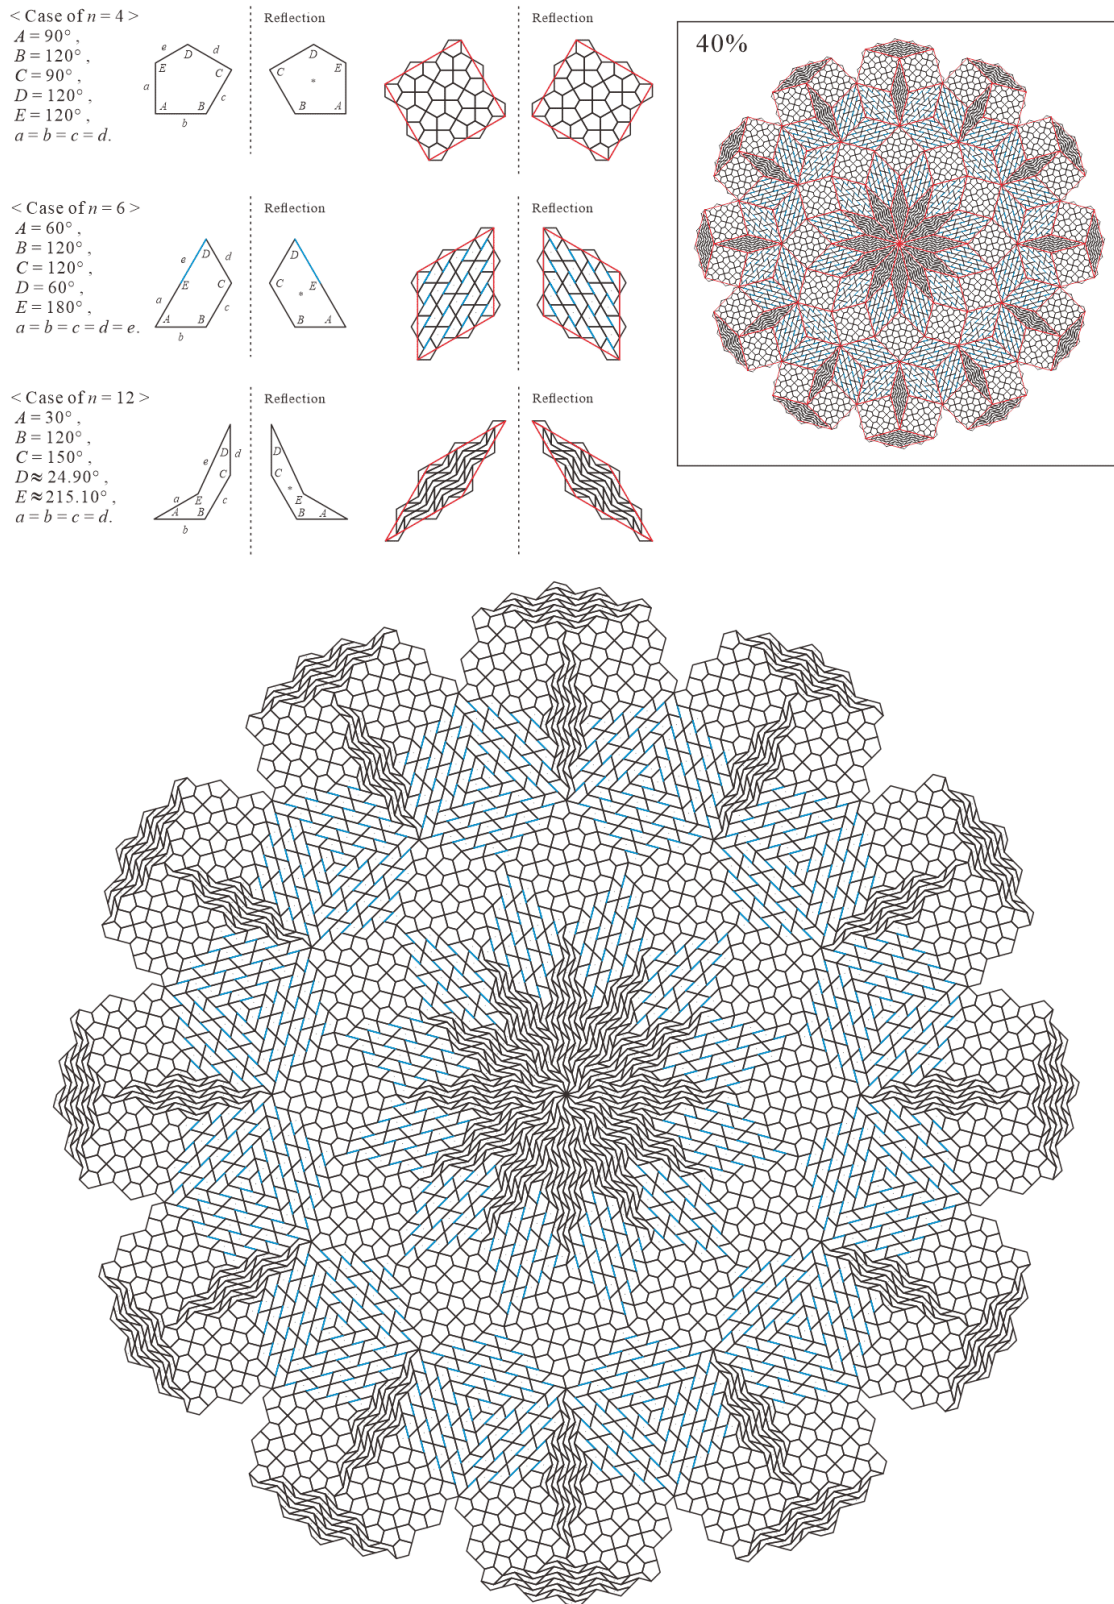 < Case of n = 4 >
A = 90° ,
B = 120° ,
C = 90° ,
D = 120° ,
E = 120° ,
a = b = c = d.
e
D
d
E
C
a
c
A
B
b
Reflection
D
C
E
*
B
A
Reflection
40%
< Case of n = 6 >
A = 60° ,
B = 120° ,
C = 120° ,
D = 60° ,
E = 180° ,
a = b = c = d = e.
e
D
d
E
C
a
c
A
B
b
Reflection
D
C
E
*
B
A
Reflection
< Case of n = 12 >
A = 30° ,
B = 120° ,
C = 150° ,
D ≈ 24.90° ,
E ≈ 215.10° ,
a = b = c = d.
D
d
e
C
a
E
c
A
B
b
Reflection
D
C
*
E
B
A
Reflection